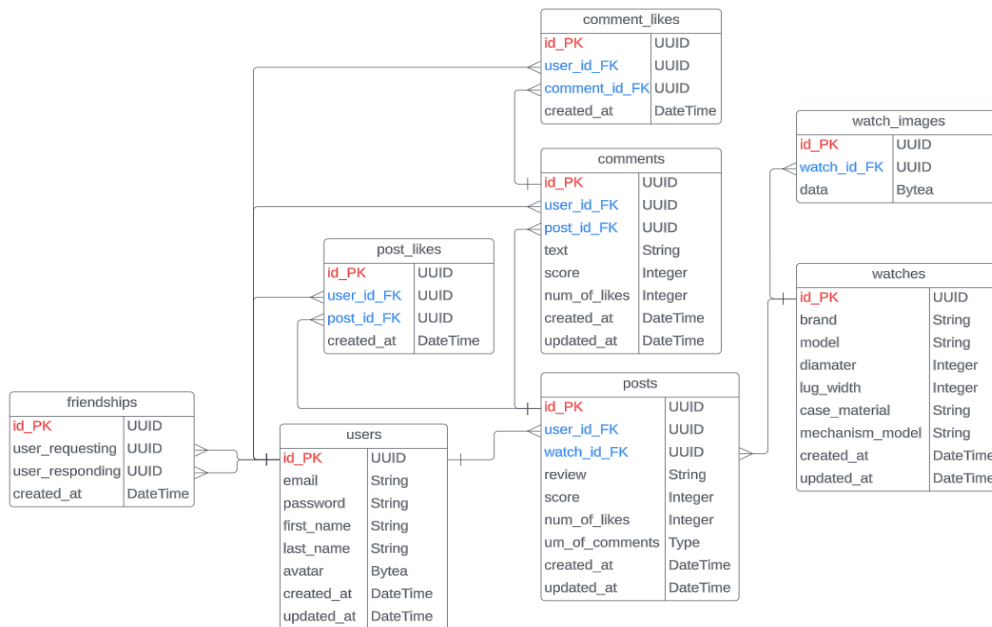 comment_likes
id_PK UUID
user_id_FK UUID
comment_id_FK UUID
created_at DateTime
watch_images
id_PK UUID
watch_id_FK UUID
data Bytea
comments
id_PK UUID
user_id_FK UUID
post_id_FK UUID
text String
score Integer
num_of_likes Integer
created_at DateTime
updated_at DateTime
post_likes
id_PK UUID
user_id_FK UUID
post_id_FK UUID
created_at DateTime
watches
id_PK UUID
brand String
model String
diamater Integer
lug_width Integer
case_material String
mechanism_model String
created_at DateTime
updated_at DateTime
posts
id_PK UUID
user_id_FK UUID
watch_id_FK UUID
review String
score Integer
num_of_likes Integer
um_of_comments Type
created_at DateTime
updated_at DateTime
friendships
id_PK UUID
user_requesting UUID
user_responding UUID
created_at DateTime
users
id_PK UUID
email String
password String
first_name String
last_name String
avatar Bytea
created_at DateTime
updated_at DateTime